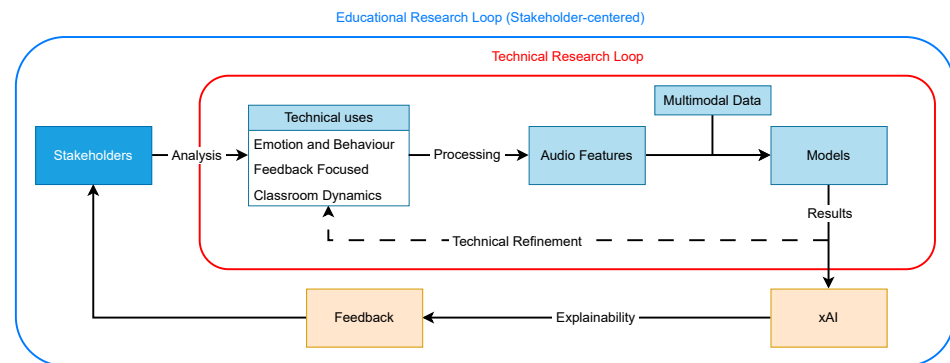 Educational Research Loop (Stakeholder-centered)
Technical Research Loop
Multimodal Data
Technical uses
Emotion and Behaviour
Feedback Focused
Classroom Dynamics
Stakeholders
Analysis
Processing
Audio Features
Models
Results
Technical Refinement
Feedback
Explainability
xAI